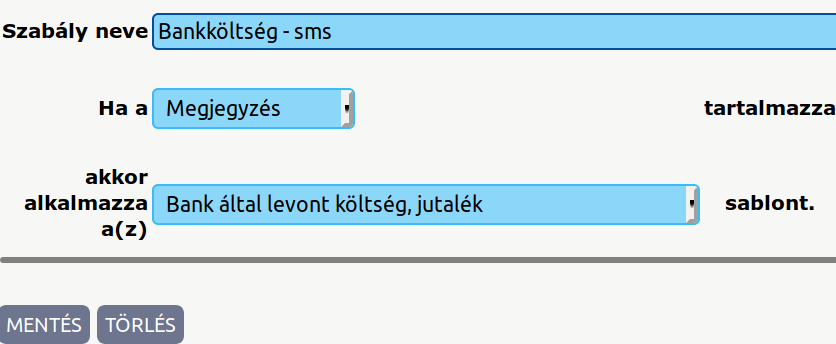 Szabály neve Bankköltség - sms
Ha a Megjegyzés tartalmazza
akkor
alkalmazza Bank által levont költség, jutalék sablont.
a(z)
MENTÉS TÖRLÉS